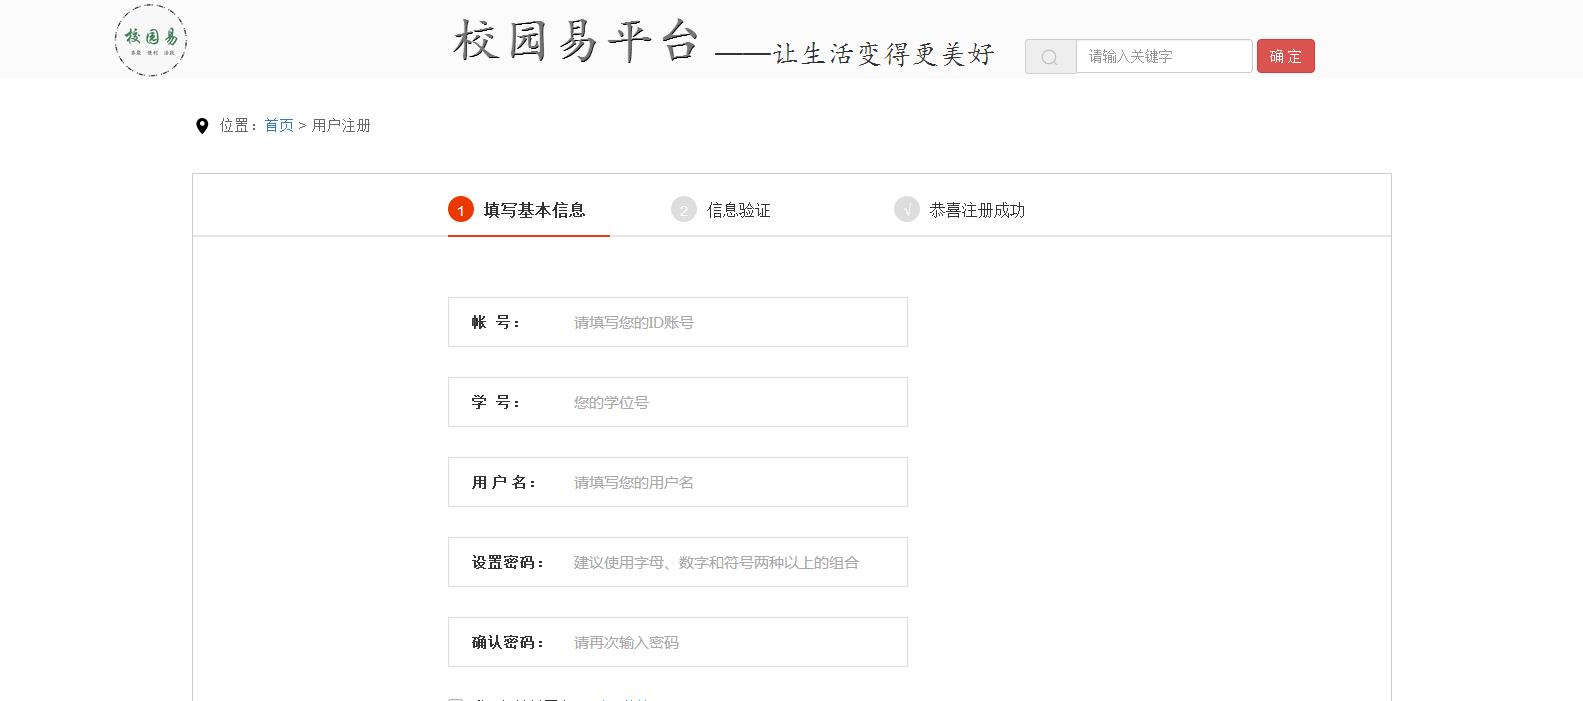 校园易
校园易平台 ——让生活变得更美好
请输入关键字
确 定
位置：首页 > 用户注册
1 填写基本信息
2 信息验证
√ 恭喜注册成功
帐 号： 请填写您的ID账号
学 号： 您的学位号
用 户 名： 请填写您的用户名
设置密码： 建议使用字母、数字和符号两种以上的组合
确认密码： 请再次输入密码